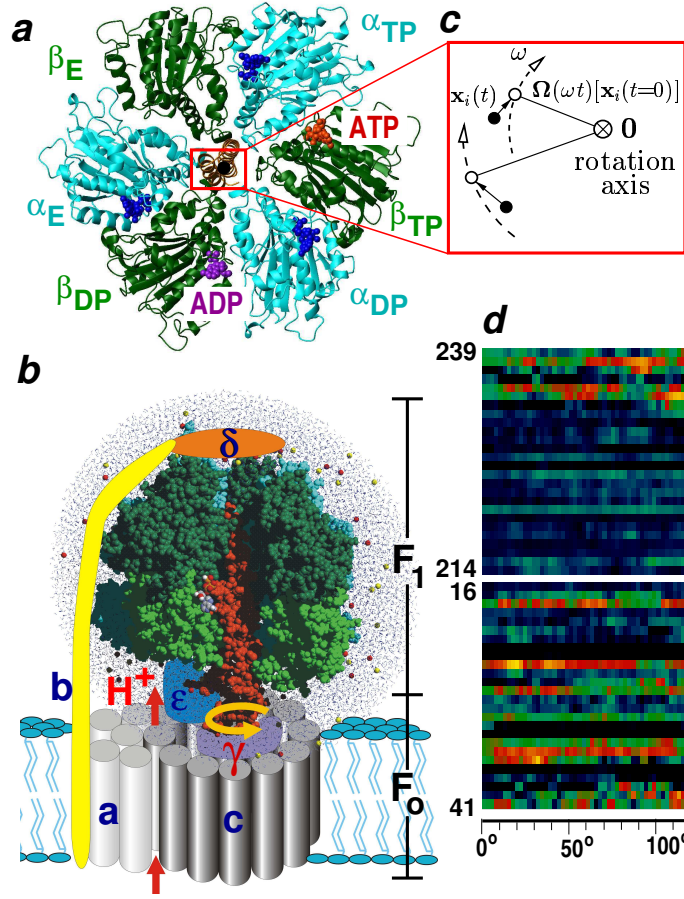 a
α_TP
β_E
ATP
α_E
β_TP
β_DP
ADP
α_DP
c
ω
x_i(t)
Ω(ωt)[x_i(t=0)]
0
rotation
axis
b
δ
F_1
b
H⁺
ε
γ
a
c
F_o
d
239
214
16
41
0° 50° 100°